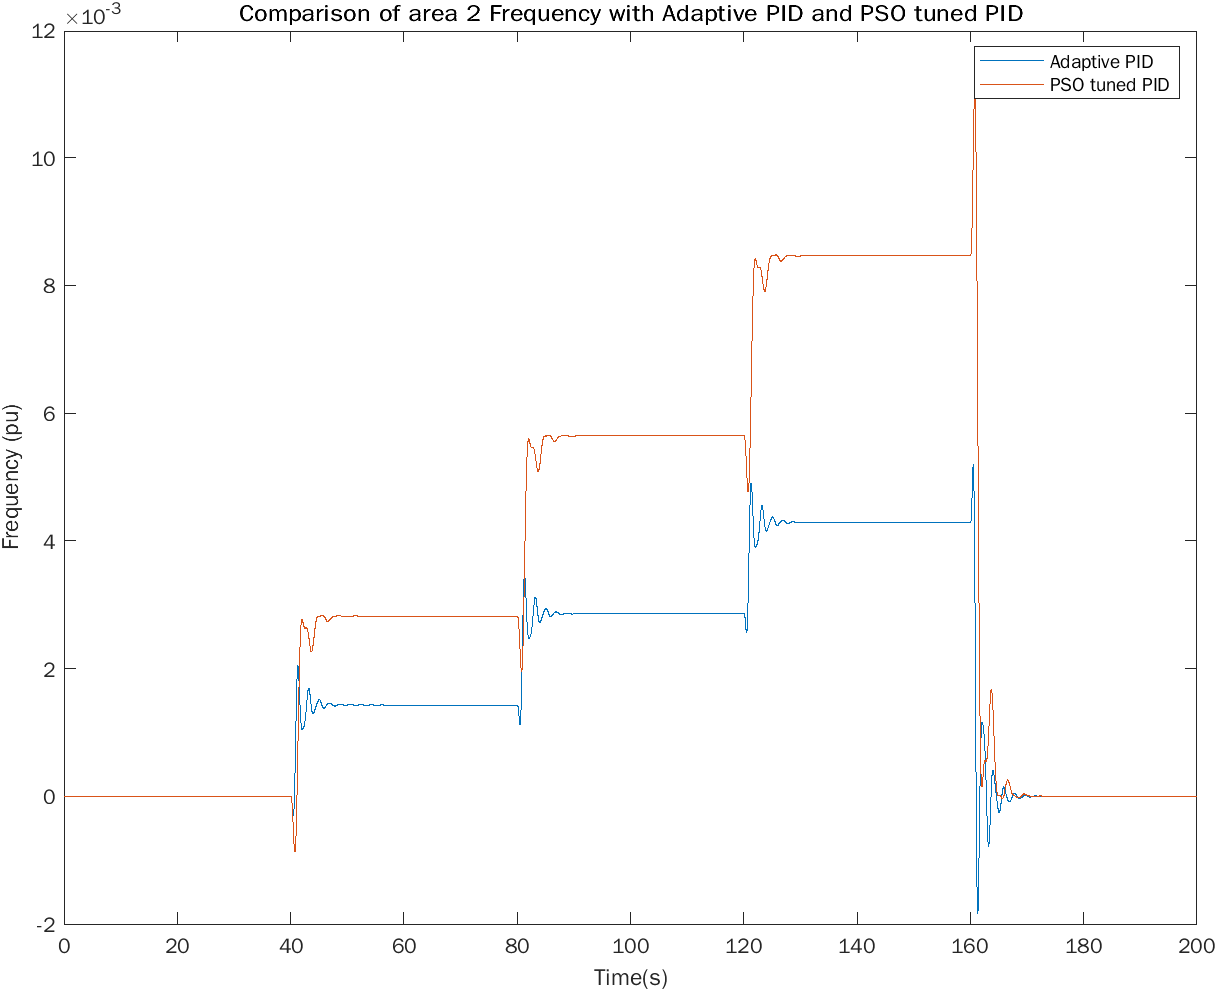 Comparison of area 2 Frequency with Adaptive PID and PSO tuned PID
×10⁻³
12
10
8
6
4
2
0
-2
Frequency (pu)
Adaptive PID
PSO tuned PID
0 20 40 60 80 100 120 140 160 180 200
Time(s)